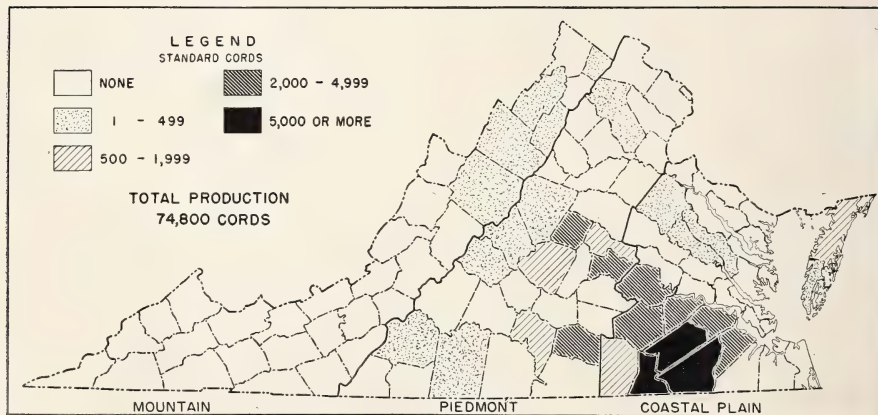 LEGEND
STANDARD CORDS
NONE
1 - 499
500 - 1,999
2,000 - 4,999
5,000 OR MORE
TOTAL PRODUCTION
74,800 CORDS
MOUNTAIN PIEDMONT COASTAL PLAIN